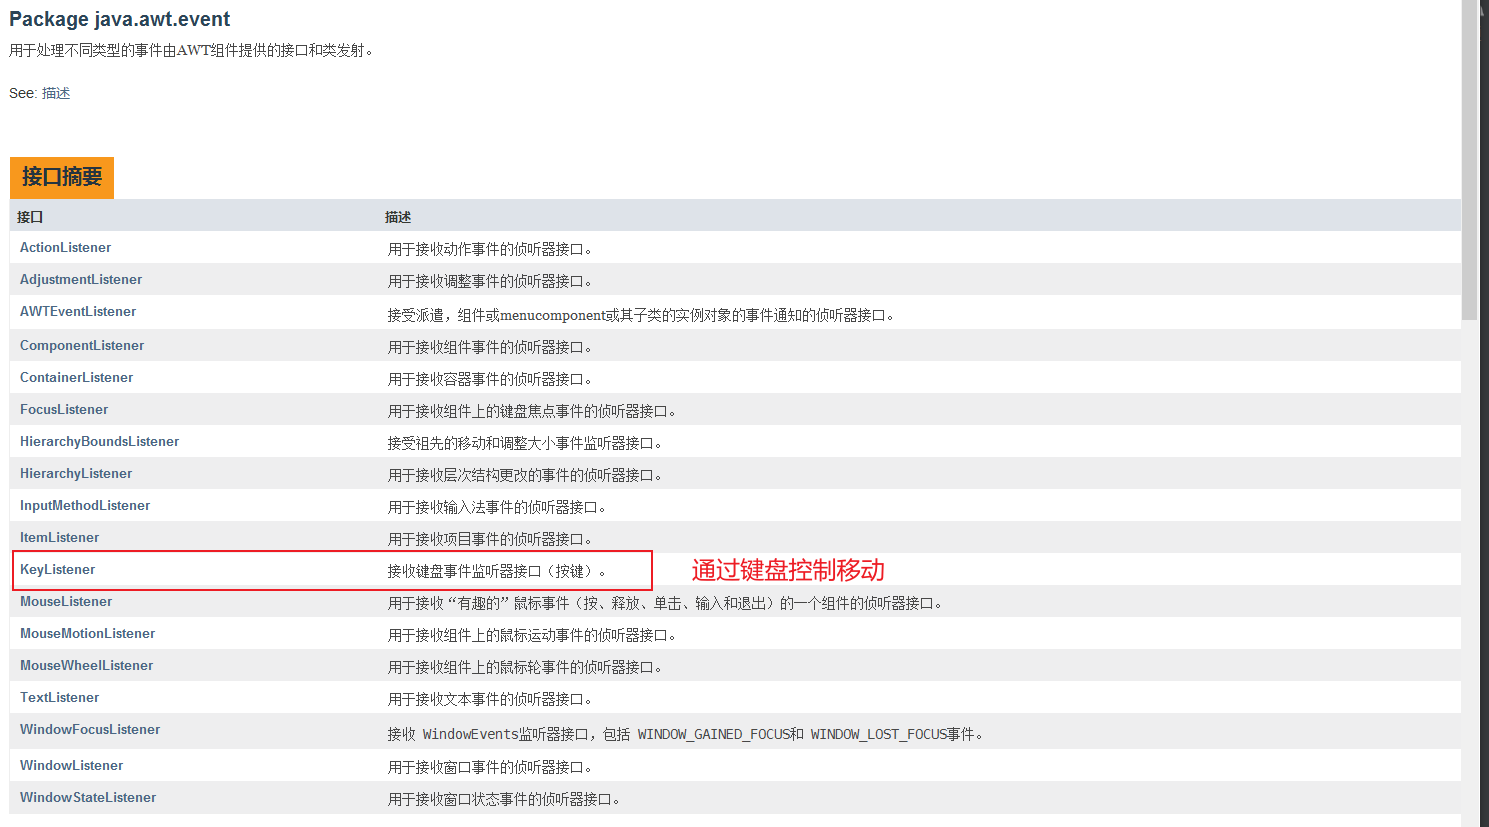 Package java.awt.event
用于处理不同类型的事件由AWT组件提供的接口和类发射。
See: 描述
接口摘要
接口 描述
ActionListener 用于接收动作事件的侦听器接口。
AdjustmentListener 用于接收调整事件的侦听器接口。
AWTEventListener 接受派遣，组件或menucomponent或其子类的实例对象的事件通知的侦听器接口。
ComponentListener 用于接收组件事件的侦听器接口。
ContainerListener 用于接收容器事件的侦听器接口。
FocusListener 用于接收组件上的键盘焦点事件的侦听器接口。
HierarchyBoundsListener 接受祖先的移动和调整大小事件监听器接口。
HierarchyListener 用于接收层次结构更改的事件的侦听器接口。
InputMethodListener 用于接收输入法事件的侦听器接口。
ItemListener 用于接收项目事件的侦听器接口。
KeyListener 接收键盘事件监听器接口（按键）。 通过键盘控制移动
MouseListener 用于接收“有趣的”鼠标事件（按、释放、单击、输入和退出）的一个组件的侦听器接口。
MouseMotionListener 用于接收组件上的鼠标运动事件的侦听器接口。
MouseWheelListener 用于接收组件上的鼠标轮事件的侦听器接口。
TextListener 用于接收文本事件的侦听器接口。
WindowFocusListener 接收 WindowEvents监听器接口，包括 WINDOW_GAINED_FOCUS和 WINDOW_LOST_FOCUS事件。
WindowListener 用于接收窗口事件的侦听器接口。
WindowStateListener 用于接收窗口状态事件的侦听器接口。